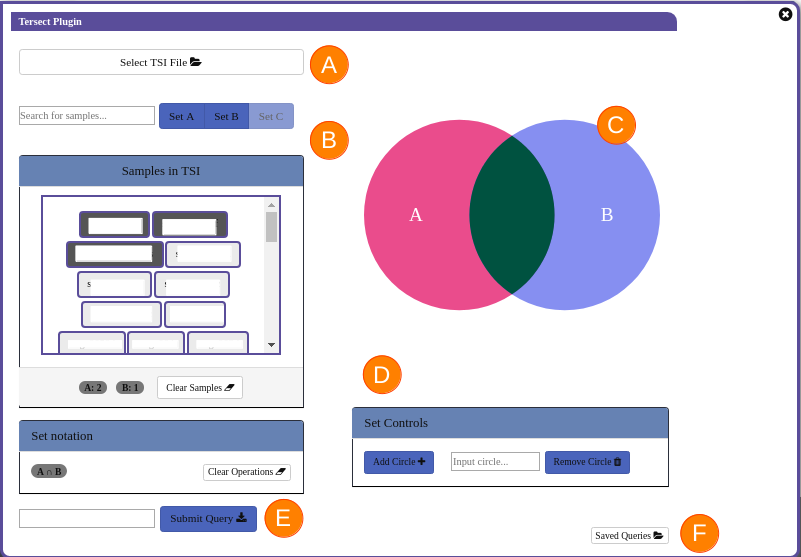 Tersect Plugin
Select TSI File
A
Search for samples...
Set A
Set B
Set C
B
C
Samples in TSI
A
B
A: 2
B: 1
Clear Samples
D
Set Controls
Add Circle
Input circle...
Remove Circle
Set notation
A ∩ B
Clear Operations
Submit Query
E
Saved Queries
F